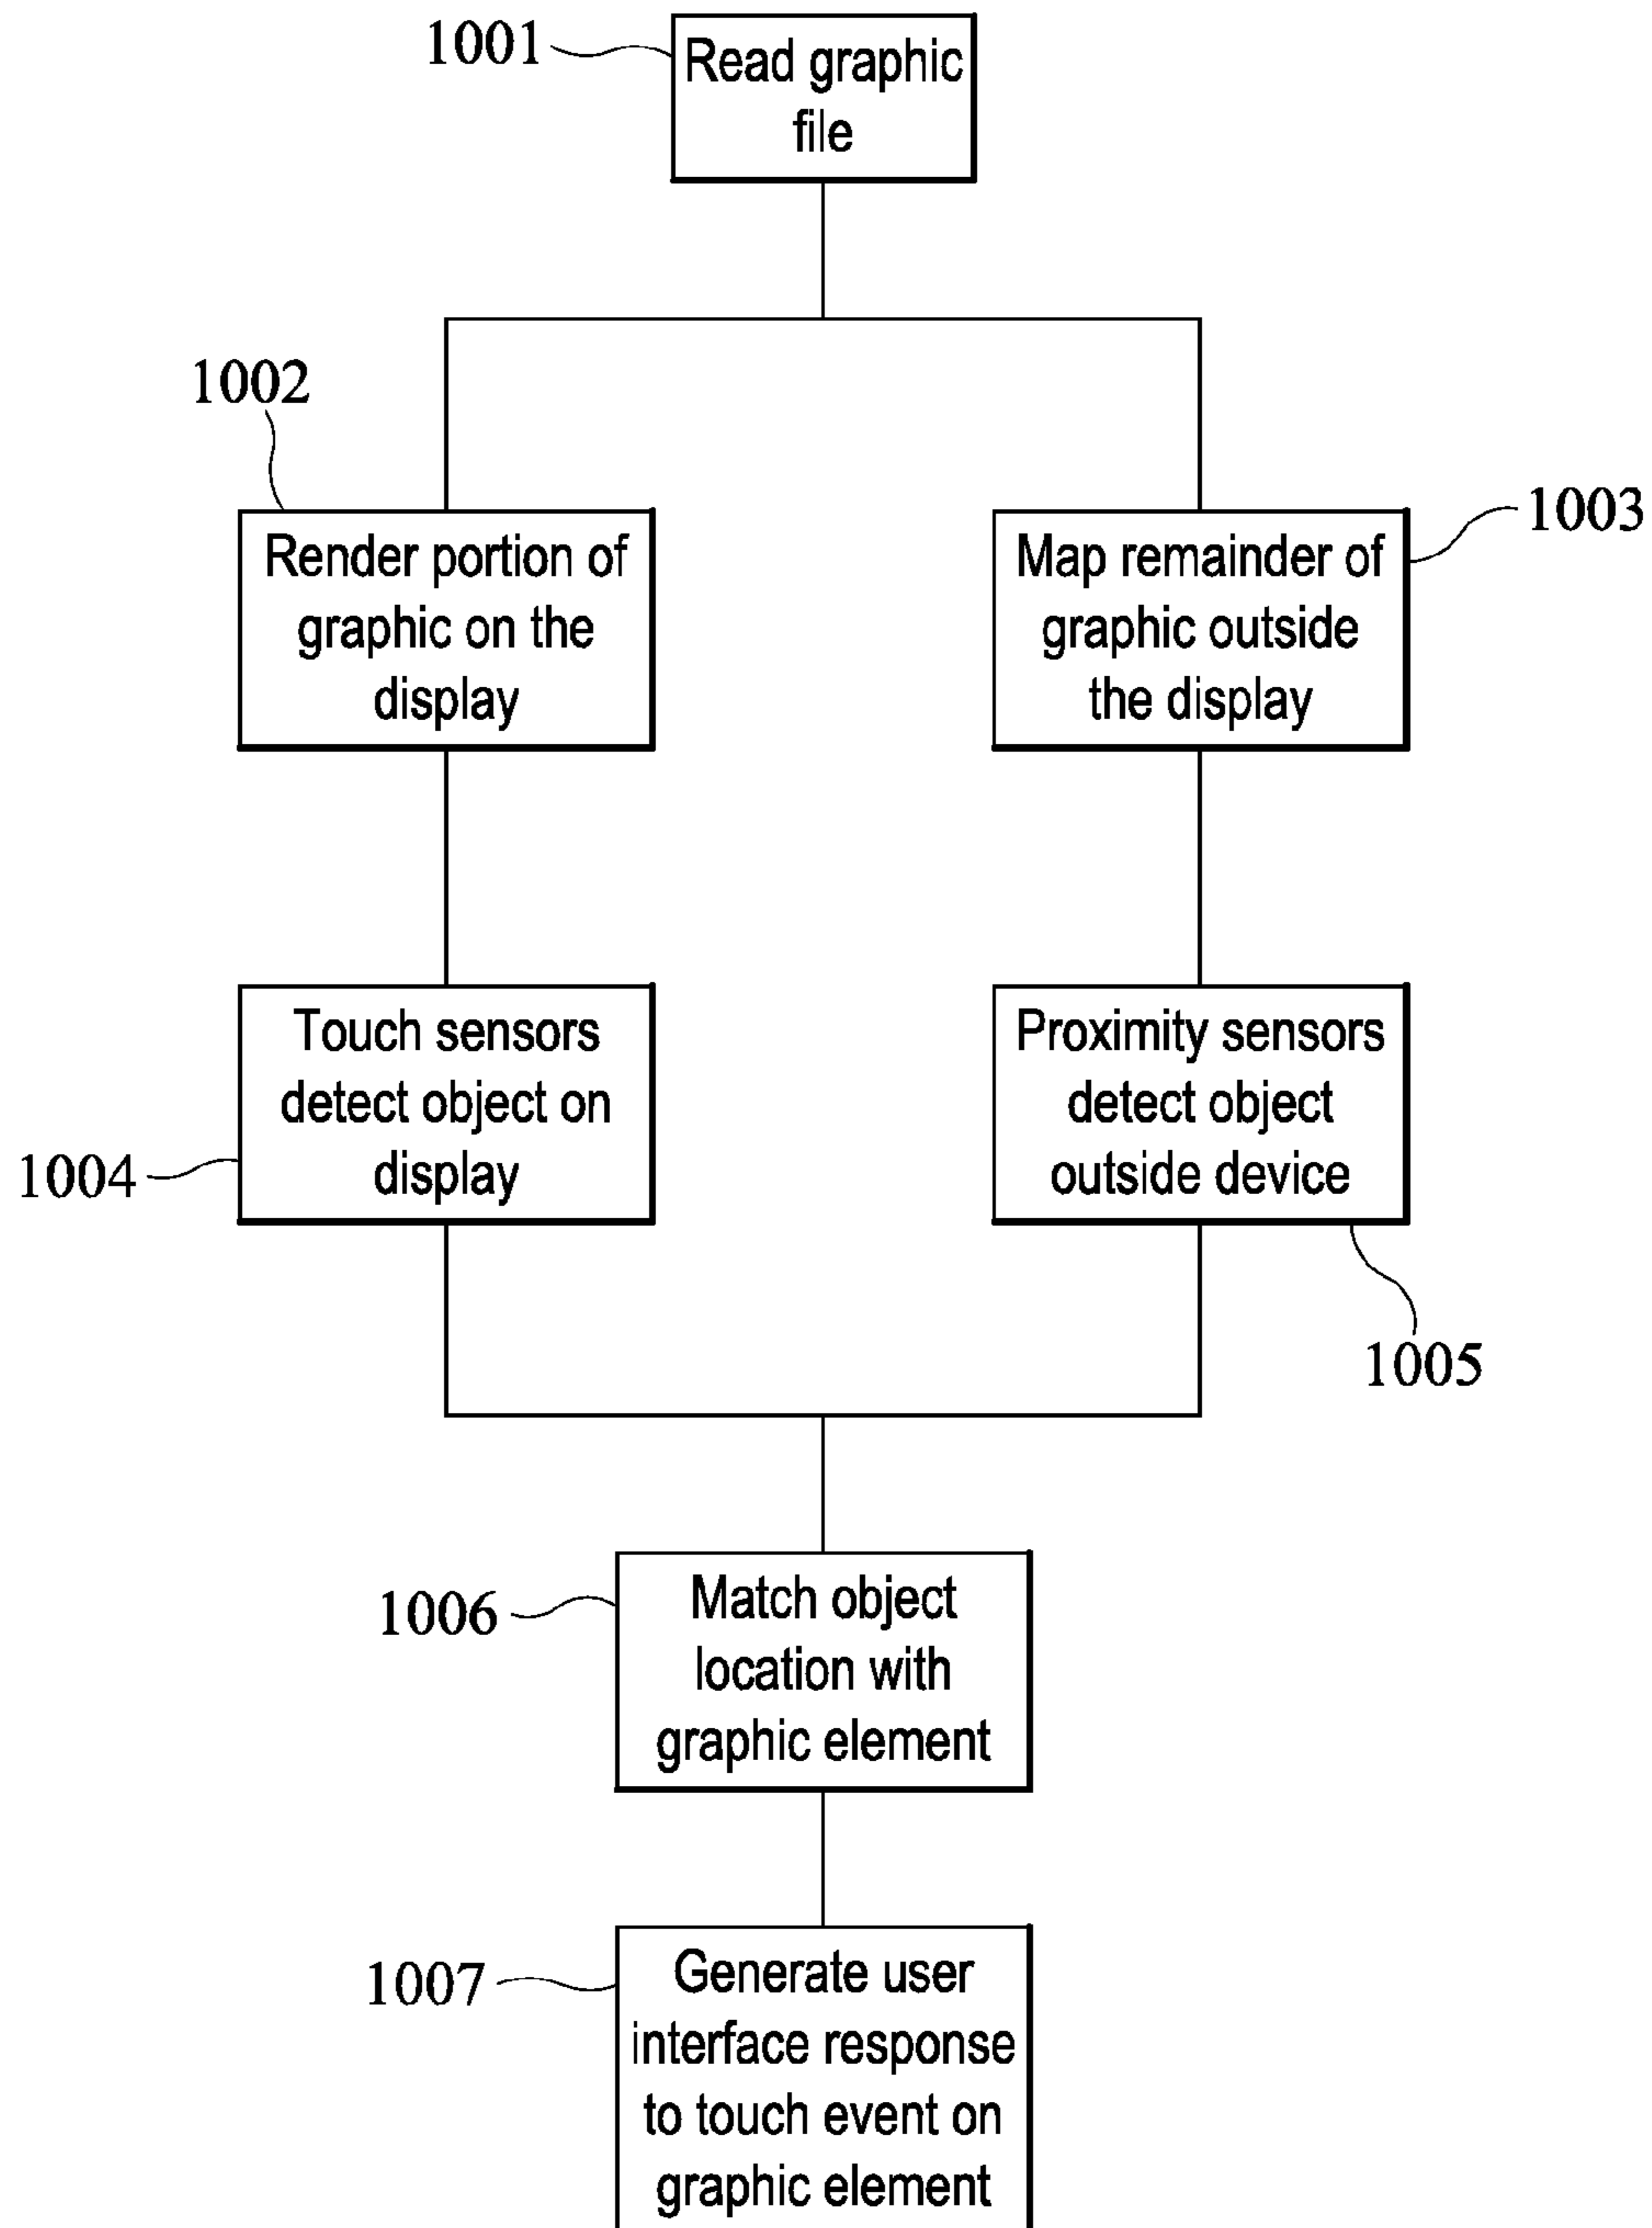 1001
Read graphic
file
1002
Render portion of
graphic on the
display
1003
Map remainder of
graphic outside
the display
Touch sensors
detect object on
display
1004
Proximity sensors
detect object
outside device
1005
1006
Match object
location with
graphic element
1007
Generate user
interface response
to touch event on
graphic element